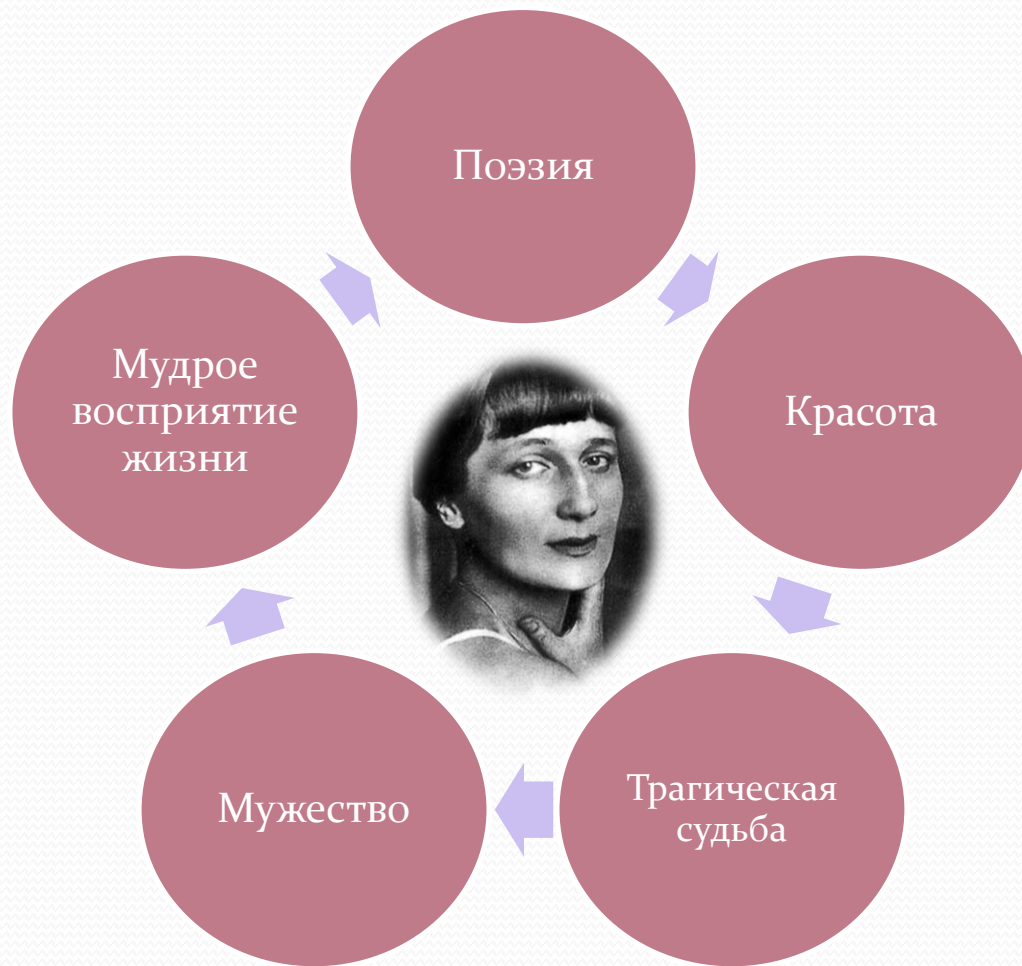 Поэзия
Красота
Трагическая
судьба
Мужество
Мудрое
восприятие
жизни